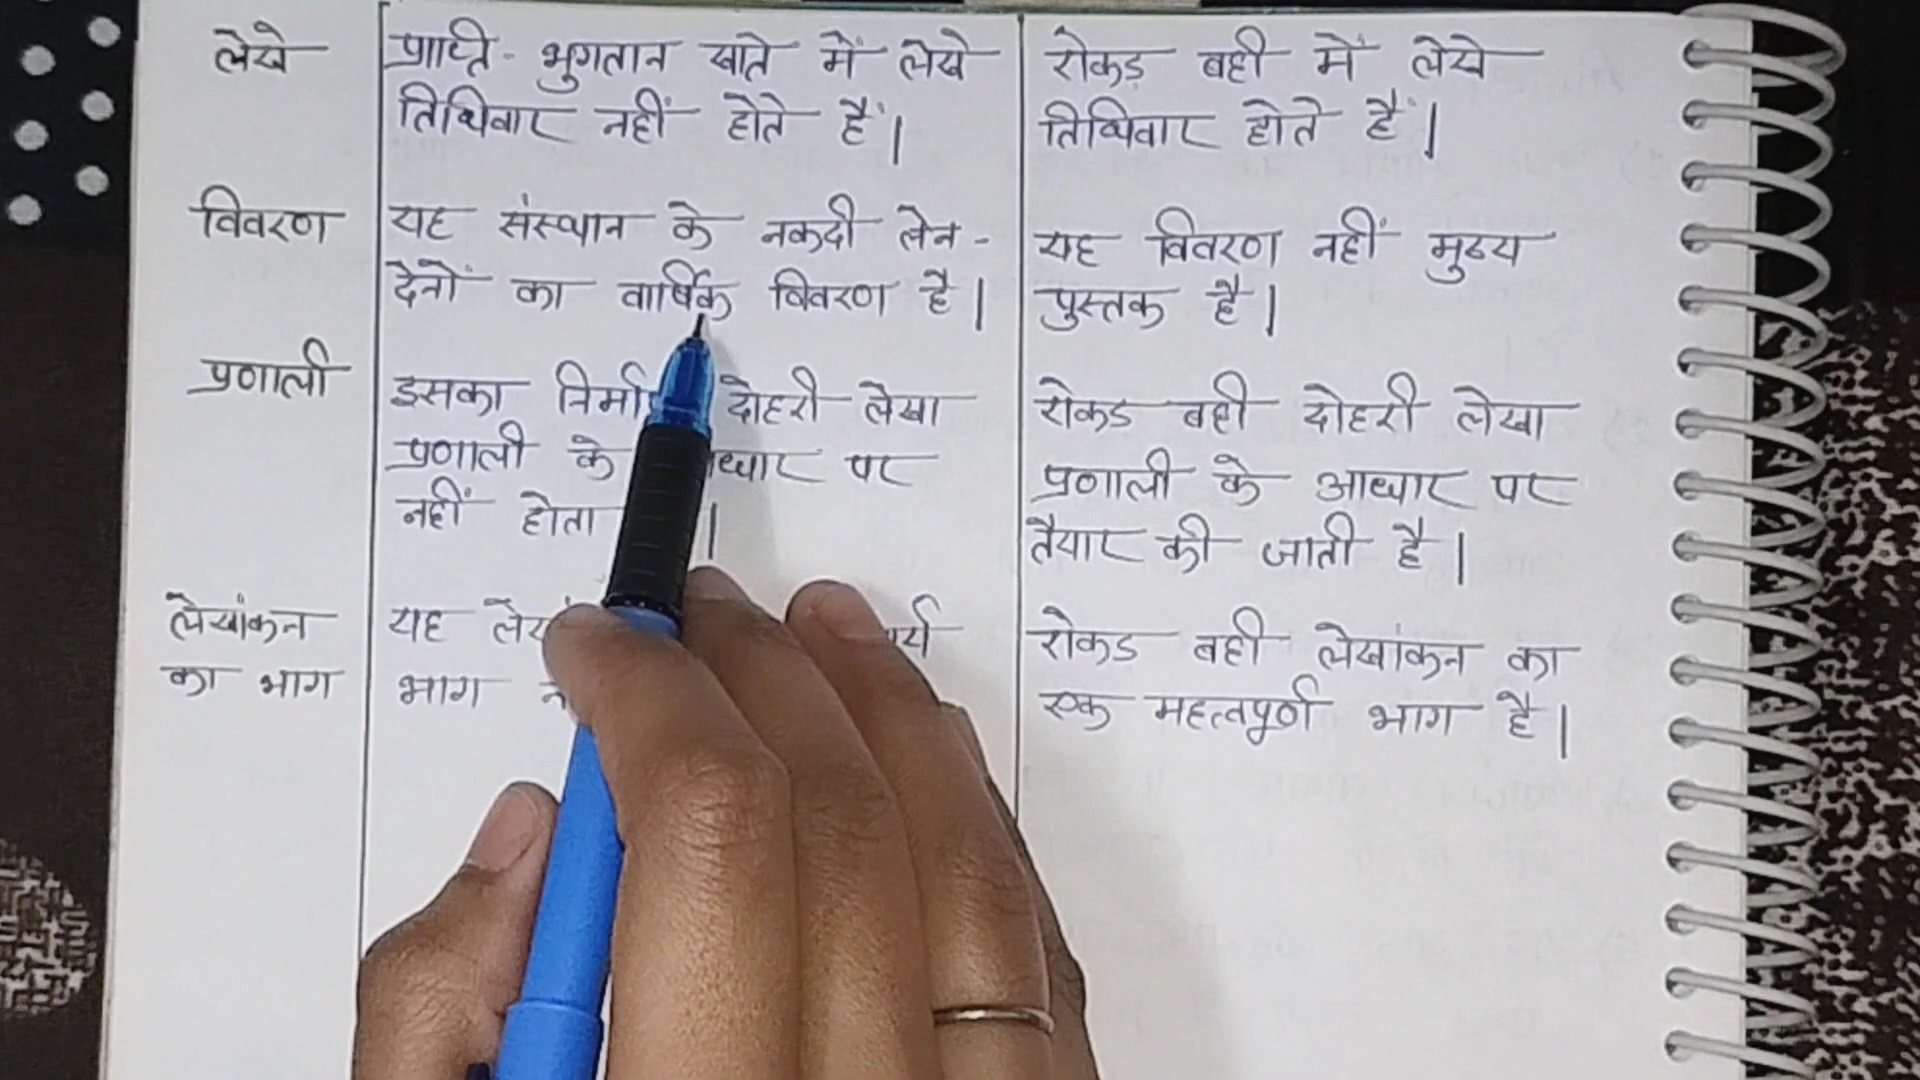 लेखे
प्राप्ति - भुगतान खाते में लेखे
तिथिवार नहीं होते हैं।
रोकड़ बही में लेखे
तिथिवार होते हैं।
विवरण
यह संस्थान के नकदी लेन -
देनों का वार्षिक विवरण है।
यह विवरण नहीं मुख्य
पुस्तक है।
प्रणाली
इसका दोहरी लेखा
प्रणाली के पर
नहीं होता ।
रोकड बही दोहरी लेखा
प्रणाली के आधार पर
तैयार की जाती है।
लेखांकन
का भाग
यह
भाग
रोकड बही लेखांकन का
एक महत्वपूर्ण भाग है।